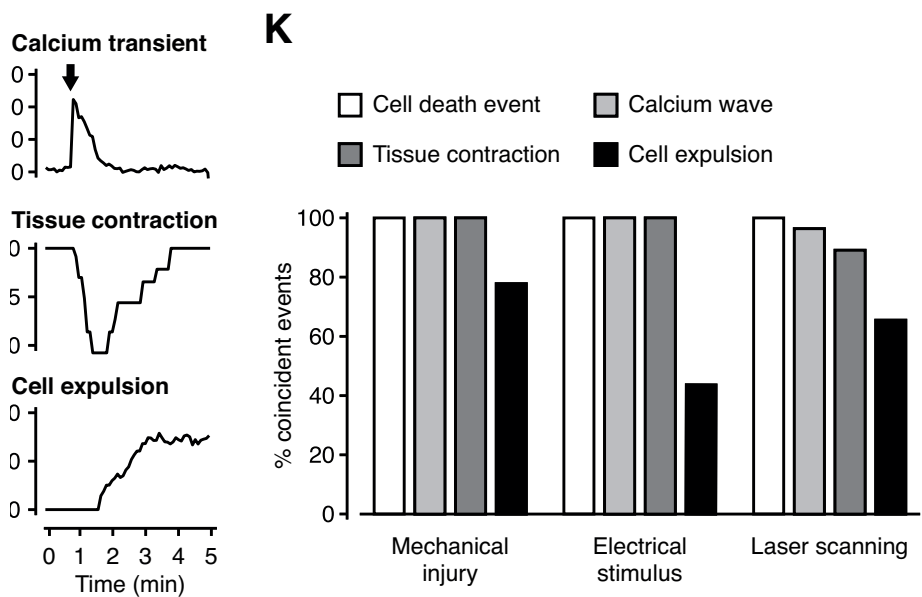 K
Calcium transient
0
0
0
0
Tissue contraction
0
5
0
Cell expulsion
0
0
0
0 1 2 3 4 5
Time (min)
Cell death event
Calcium wave
Tissue contraction
Cell expulsion
% coincident events
100
80
60
40
20
0
Mechanical
injury
Electrical
stimulus
Laser scanning